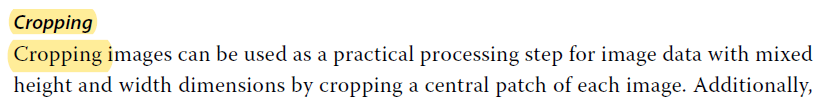 Cropping
Cropping images can be used as a practical processing step for image data with mixed
height and width dimensions by cropping a central patch of each image. Additionally,